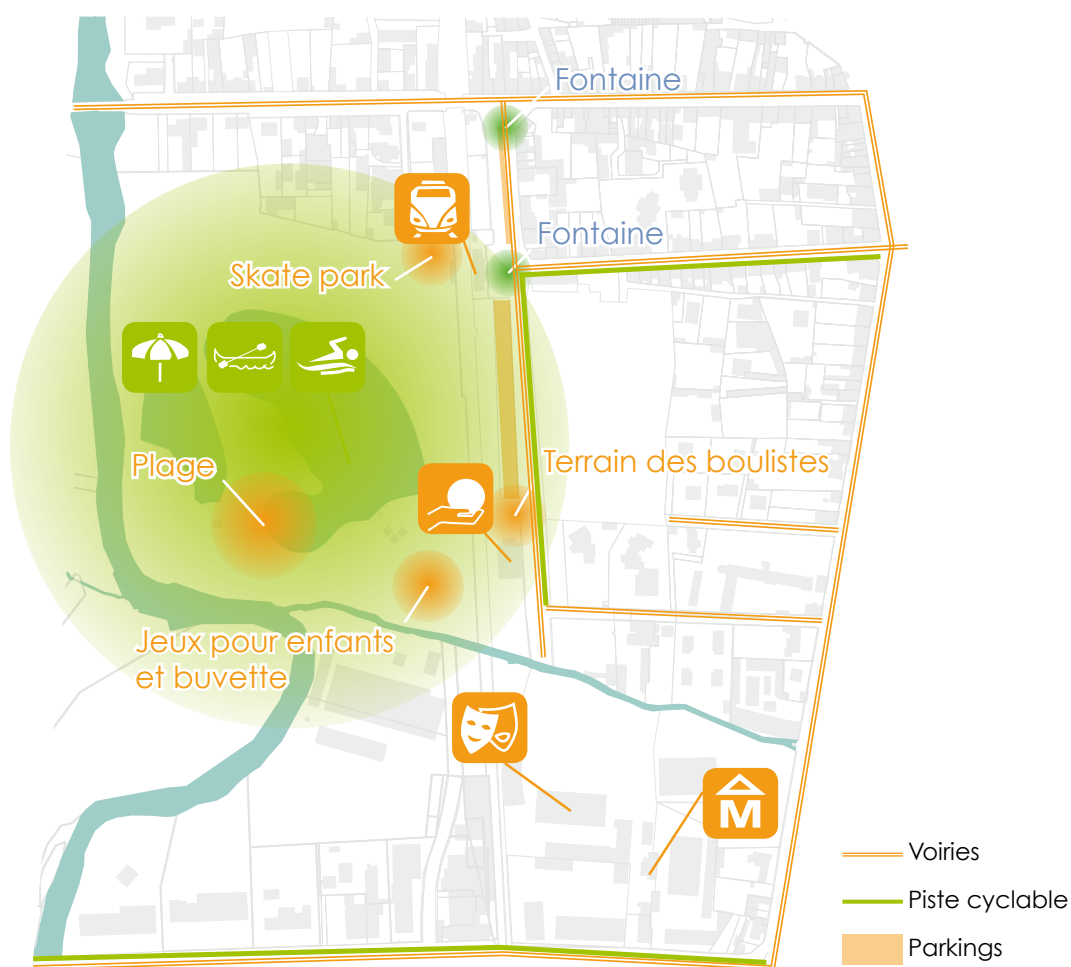 Fontaine
Fontaine
Skate park
Plage
Terrain des boulistes
Jeux pour enfants
et buvette
M
Voiries
Piste cyclable
Parkings